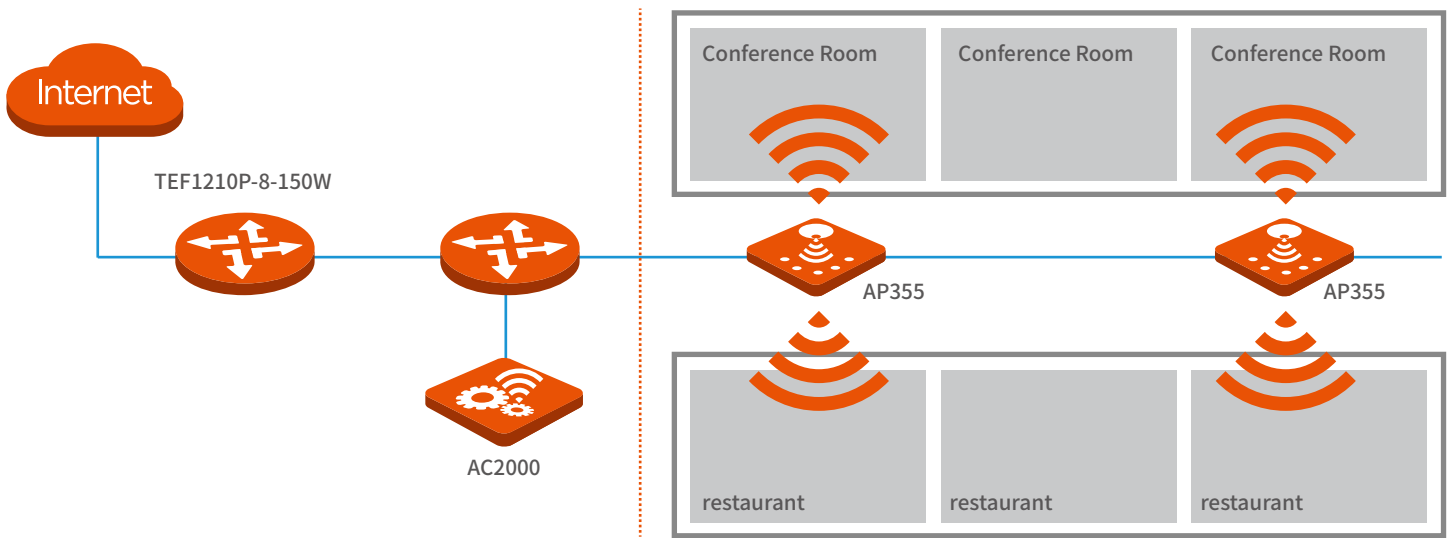 Conference Room
Conference Room
Conference Room
Internet
TEF1210P-8-150W
AP355
AP355
AC2000
restaurant
restaurant
restaurant